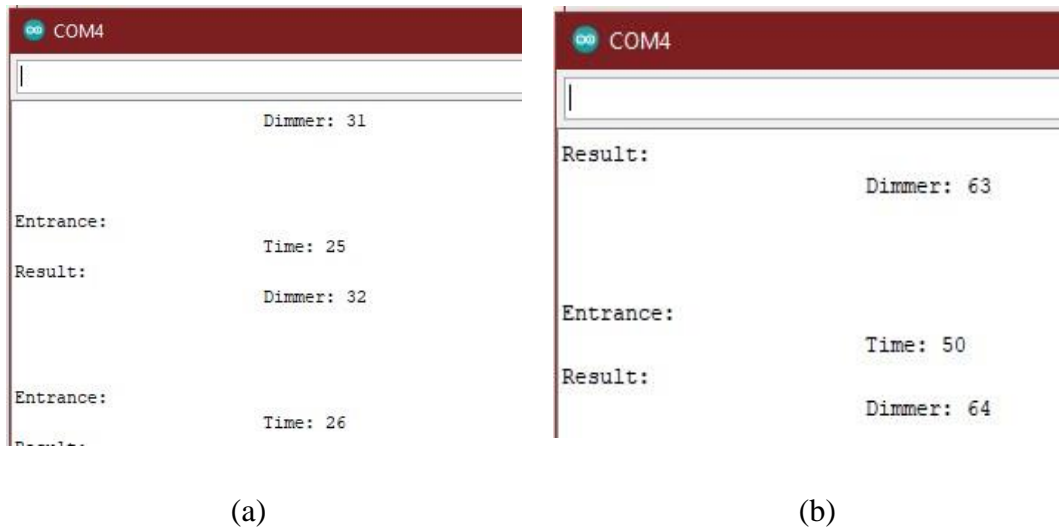 COM4
Dimmer: 31
Entrance:
Time: 25
Result:
Dimmer: 32
Entrance:
Time: 26
COM4
Result:
Dimmer: 63
Entrance:
Time: 50
Result:
Dimmer: 64
(a)
(b)